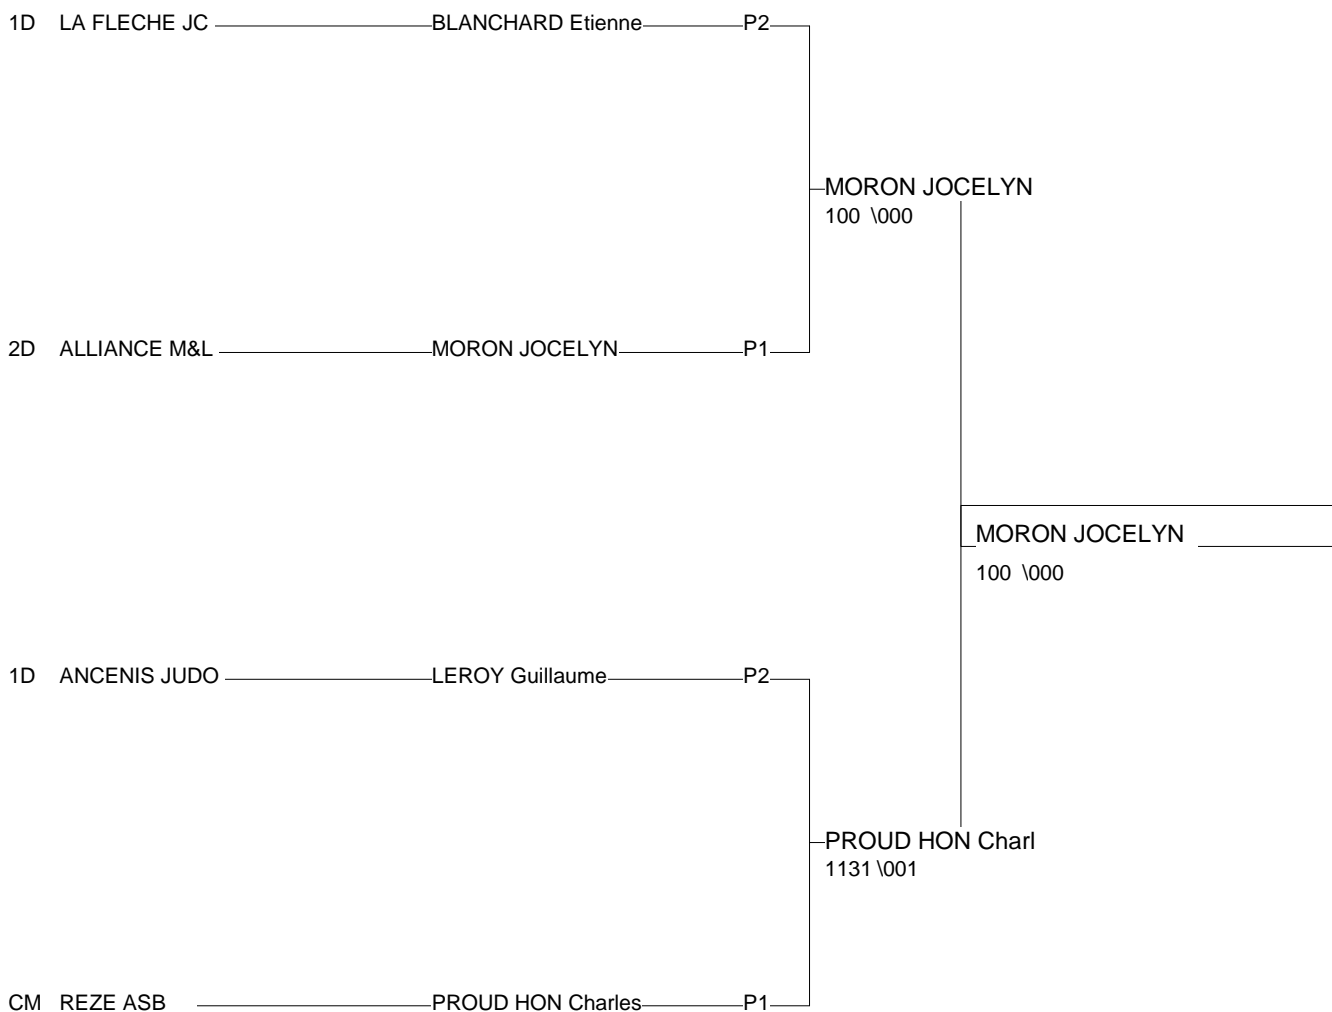 1D LA FLECHE JC BLANCHARD Etienne P2
MORON JOCELYN
100 \000
2D ALLIANCE M&L MORON JOCELYN P1
MORON JOCELYN
100 \000
1D ANCENIS JUDO LEROY Guillaume P2
PROUD HON Charl
1131 \001
CM REZE ASB PROUD HON Charles P1